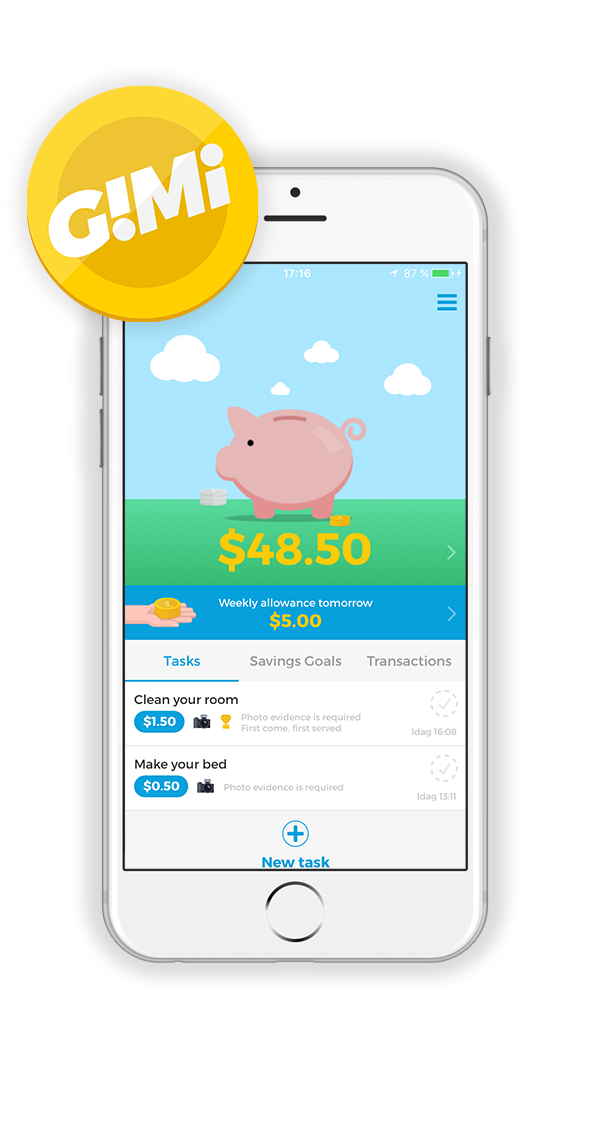 G!Mi
17:16
87 %
$48.50
Weekly allowance tomorrow
$5.00
Tasks
Savings Goals
Transactions
Clean your room
$1.50
Photo evidence is required
First come, first served
Idag 16:08
Make your bed
$0.50
Photo evidence is required
Idag 13:11
New task